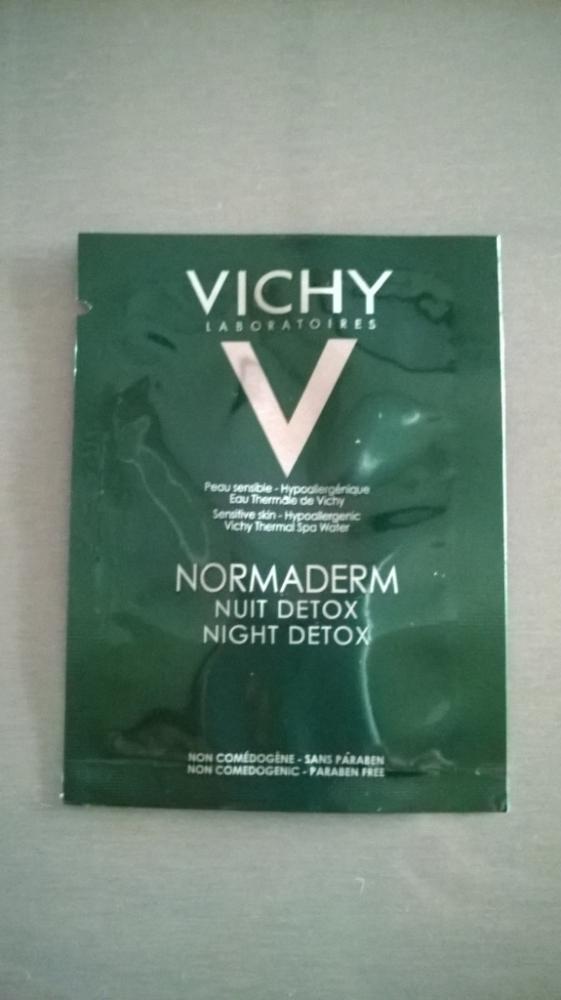 VICHY
LABORATOIRES
V
Peau sensible - Hypoallergénique
Eau Thermale de Vichy
Sensitive skin - Hypoallergenic
Vichy Thermal Spa Water
NORMADERM
NUIT DETOX
NIGHT DETOX
NON COMÉDOGÈNE - SANS PARABEN
NON COMEDOGENIC - PARABEN FREE